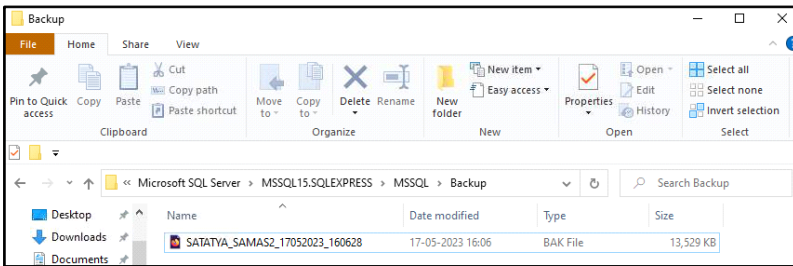 Backup
File Home Share View
Pin to Quick access
Copy
Paste
Cut
Copy path
Paste shortcut
Move to
Copy to
Delete
Rename
New folder
New item
Easy access
Properties
Open
Edit
History
Select all
Select none
Invert selection
Clipboard Organize New Open Select
« Microsoft SQL Server > MSSQL15.SQLEXPRESS > MSSQL > Backup
Search Backup
Desktop
Downloads
Documents
Name Date modified Type Size
SATATYA_SAMAS2_17052023_160628 17-05-2023 16:06 BAK File 13,529 KB